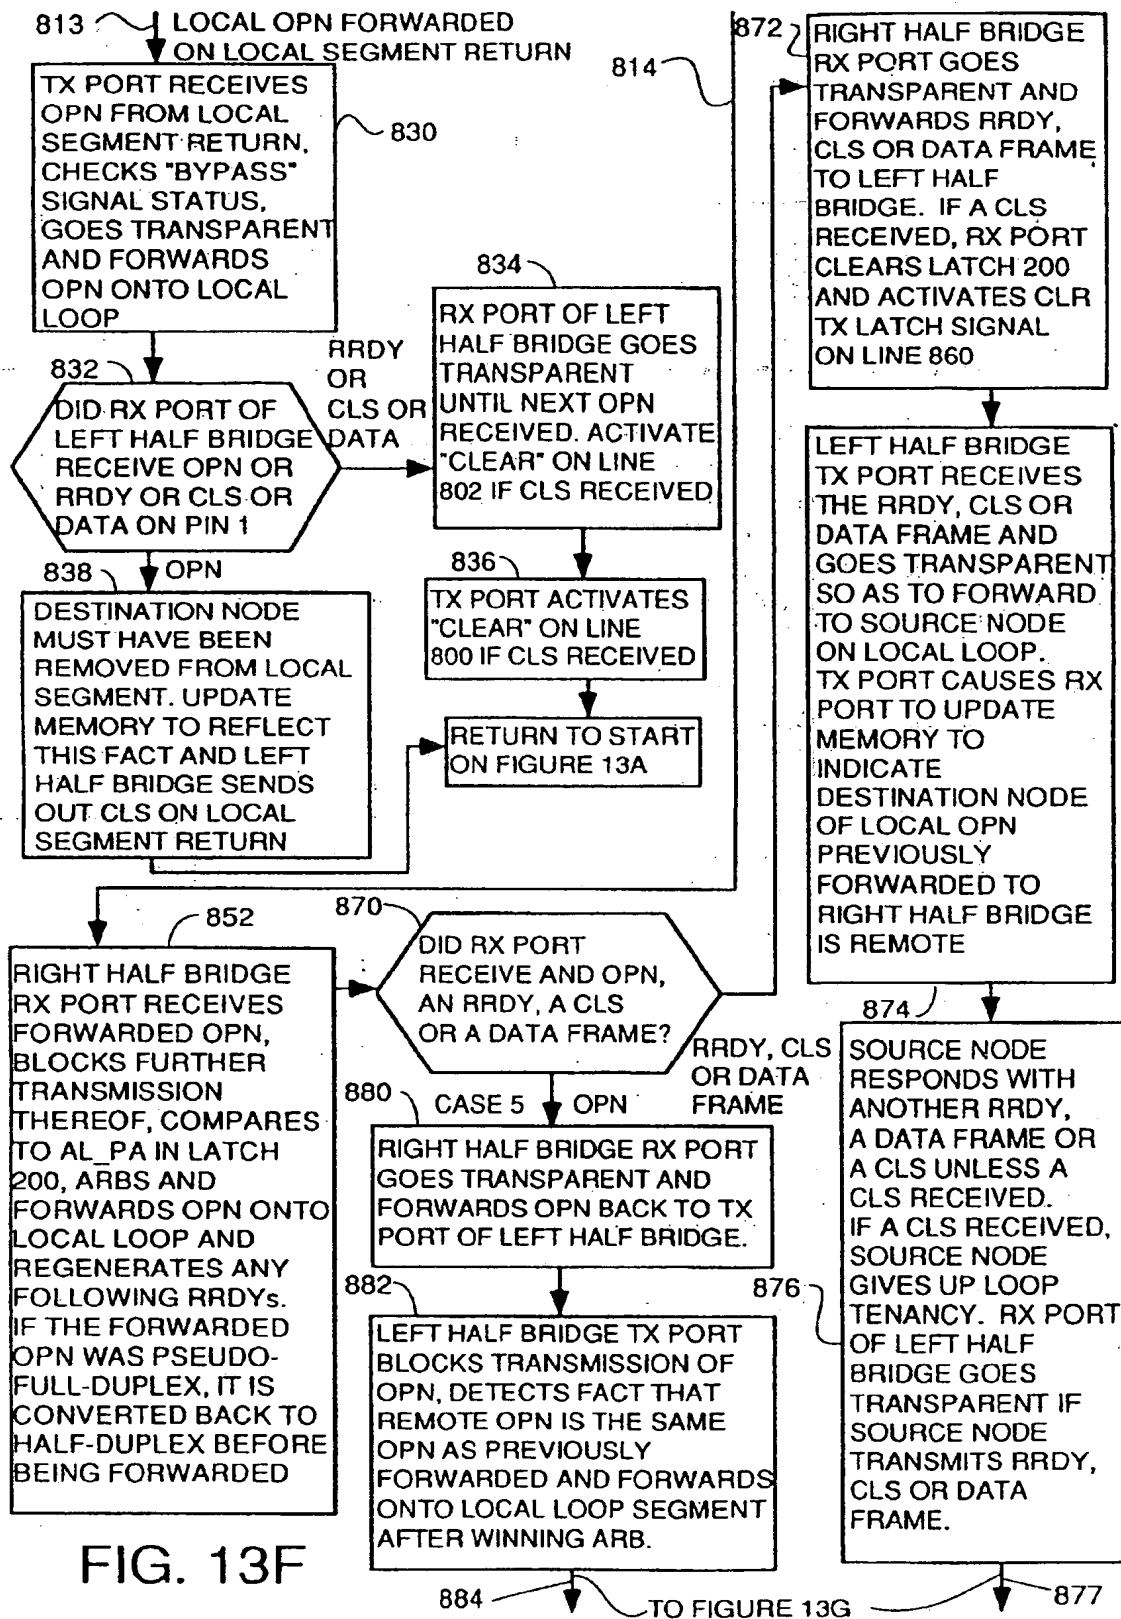 813
LOCAL OPN FORWARDED
ON LOCAL SEGMENT RETURN
TX PORT RECEIVES
OPN FROM LOCAL
SEGMENT RETURN,
CHECKS "BYPASS"
SIGNAL STATUS,
GOES TRANSPARENT
AND FORWARDS
OPN ONTO LOCAL
LOOP
830
832
DID RX PORT OF
LEFT HALF BRIDGE
RECEIVE OPN OR
RRDY OR CLS OR
DATA ON PIN 1
RRDY
OR
CLS OR
DATA
834
RX PORT OF LEFT
HALF BRIDGE GOES
TRANSPARENT
UNTIL NEXT OPN
RECEIVED. ACTIVATE
"CLEAR" ON LINE
802 IF CLS RECEIVED
836
TX PORT ACTIVATES
"CLEAR" ON LINE
800 IF CLS RECEIVED
RETURN TO START
ON FIGURE 13A
OPN
838
DESTINATION NODE
MUST HAVE BEEN
REMOVED FROM LOCAL
SEGMENT. UPDATE
MEMORY TO REFLECT
THIS FACT AND LEFT
HALF BRIDGE SENDS
OUT CLS ON LOCAL
SEGMENT RETURN
814
852
RIGHT HALF BRIDGE
RX PORT RECEIVES
FORWARDED OPN,
BLOCKS FURTHER
TRANSMISSION
THEREOF, COMPARES
TO AL_PA IN LATCH
200, ARBS AND
FORWARDS OPN ONTO
LOCAL LOOP AND
REGENERATES ANY
FOLLOWING RRDYs.
IF THE FORWARDED
OPN WAS PSEUDO-
FULL-DUPLEX, IT IS
CONVERTED BACK TO
HALF-DUPLEX BEFORE
BEING FORWARDED
870
DID RX PORT
RECEIVE AND OPN,
AN RRDY, A CLS
OR A DATA FRAME?
RRDY, CLS
OR DATA
FRAME
CASE 5
OPN
880
RIGHT HALF BRIDGE RX PORT
GOES TRANSPARENT AND
FORWARDS OPN BACK TO TX
PORT OF LEFT HALF BRIDGE.
882
LEFT HALF BRIDGE TX PORT
BLOCKS TRANSMISSION OF
OPN, DETECTS FACT THAT
REMOTE OPN IS THE SAME
OPN AS PREVIOUSLY
FORWARDED AND FORWARDS
ONTO LOCAL LOOP SEGMENT
AFTER WINNING ARB.
884
872
RIGHT HALF BRIDGE
RX PORT GOES
TRANSPARENT AND
FORWARDS RRDY,
CLS OR DATA FRAME
TO LEFT HALF
BRIDGE. IF A CLS
RECEIVED, RX PORT
CLEARS LATCH 200
AND ACTIVATES CLR
TX LATCH SIGNAL
ON LINE 860
LEFT HALF BRIDGE
TX PORT RECEIVES
THE RRDY, CLS OR
DATA FRAME AND
GOES TRANSPARENT
SO AS TO FORWARD
TO SOURCE NODE
ON LOCAL LOOP.
TX PORT CAUSES RX
PORT TO UPDATE
MEMORY TO
INDICATE
DESTINATION NODE
OF LOCAL OPN
PREVIOUSLY
FORWARDED TO
RIGHT HALF BRIDGE
IS REMOTE
874
SOURCE NODE
RESPONDS WITH
ANOTHER RRDY,
A DATA FRAME OR
A CLS UNLESS A
CLS RECEIVED.
IF A CLS RECEIVED,
SOURCE NODE
GIVES UP LOOP
TENANCY. RX PORT
OF LEFT HALF
BRIDGE GOES
TRANSPARENT IF
SOURCE NODE
TRANSMITS RRDY,
CLS OR DATA
FRAME.
876
877
TO FIGURE 13G
FIG. 13F